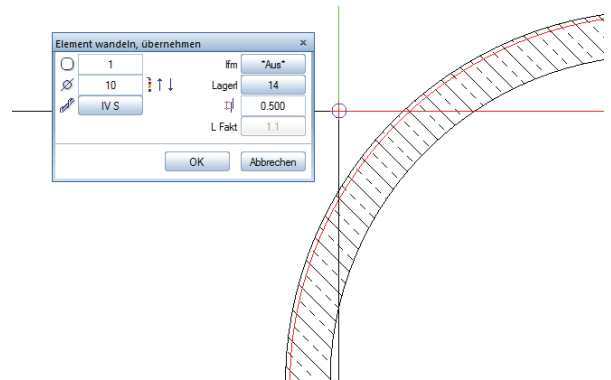 Element wandeln, übernehmen ×
1 lfm *Aus*
10 Lagerl 14
IV S 0.500
L Fakt 1.1
OK Abbrechen